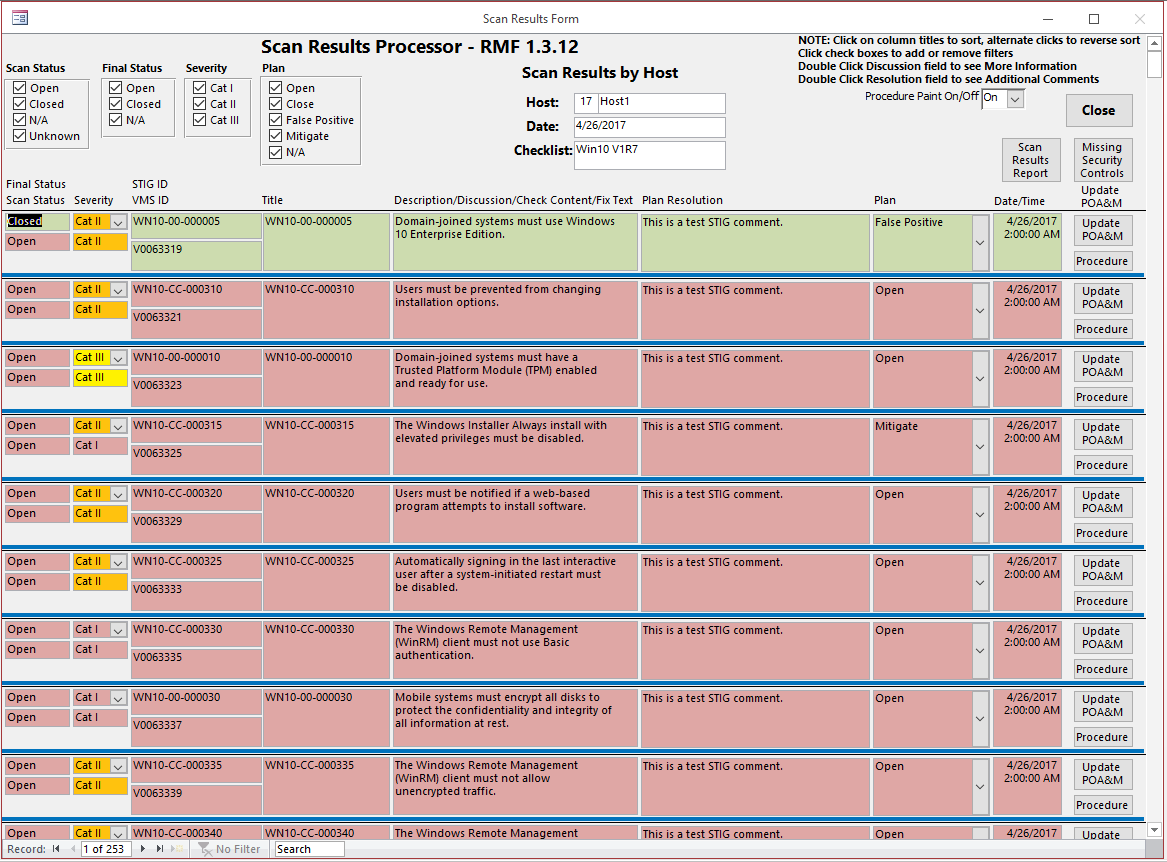 Scan Results Form
Scan Results Processor - RMF 1.3.12
NOTE: Click on column titles to sort, alternate clicks to reverse sort
Click check boxes to add or remove filters
Double Click Discussion field to see More Information
Double Click Resolution field to see Additional Comments
Procedure Paint On/Off On
Close
Scan Status
Open
Closed
N/A
Unknown
Final Status
Open
Closed
N/A
Severity
Cat I
Cat II
Cat III
Plan
Open
Close
False Positive
Mitigate
N/A
Scan Results by Host
Host: 17 Host1
Date: 4/26/2017
Checklist: Win10 V1R7
Scan
Results
Report
Missing
Security
Controls
Final Status STIG ID Update
Scan Status Severity VMS ID Title Description/Discussion/Check Content/Fix Text Plan Resolution Plan Date/Time POA&M
Closed Cat II WN10-00-000005 WN10-00-000005 Domain-joined systems must use Windows This is a test STIG comment. False Positive 4/26/2017 Update
10 Enterprise Edition. 2:00:00 AM POA&M
Open Cat II V0063319 Procedure
Open Cat II WN10-CC-000310 WN10-CC-000310 Users must be prevented from changing This is a test STIG comment. Open 4/26/2017 Update
installation options. 2:00:00 AM POA&M
Open Cat II V0063321 Procedure
Open Cat III WN10-00-000010 WN10-00-000010 Domain-joined systems must have a This is a test STIG comment. Open 4/26/2017 Update
Trusted Platform Module (TPM) enabled 2:00:00 AM POA&M
Open Cat III V0063323 and ready for use. Procedure
Open Cat II WN10-CC-000315 WN10-CC-000315 The Windows Installer Always install with This is a test STIG comment. Mitigate 4/26/2017 Update
elevated privileges must be disabled. 2:00:00 AM POA&M
Open Cat I V0063325 Procedure
Open Cat II WN10-CC-000320 WN10-CC-000320 Users must be notified if a web-based This is a test STIG comment. Open 4/26/2017 Update
program attempts to install software. 2:00:00 AM POA&M
Open Cat II V0063329 Procedure
Open Cat II WN10-CC-000325 WN10-CC-000325 Automatically signing in the last interactive This is a test STIG comment. Open 4/26/2017 Update
user after a system-initiated restart must 2:00:00 AM POA&M
Open Cat II V0063333 be disabled. Procedure
Open Cat I WN10-CC-000330 WN10-CC-000330 The Windows Remote Management This is a test STIG comment. Open 4/26/2017 Update
(WinRM) client must not use Basic 2:00:00 AM POA&M
Open Cat I V0063335 authentication. Procedure
Open Cat I WN10-00-000030 WN10-00-000030 Mobile systems must encrypt all disks to This is a test STIG comment. Open 4/26/2017 Update
protect the confidentiality and integrity of 2:00:00 AM POA&M
Open Cat I V0063337 all information at rest. Procedure
Open Cat II WN10-CC-000335 WN10-CC-000335 The Windows Remote Management This is a test STIG comment. Open 4/26/2017 Update
(WinRM) client must not allow 2:00:00 AM POA&M
Open Cat II V0063339 unencrypted traffic. Procedure
Open Cat II WN10-CC-000340 WN10-CC-000340 The Windows Remote Management This is a test STIG comment. Open 4/26/2017 Update
Record: 1 of 253 No Filter Search